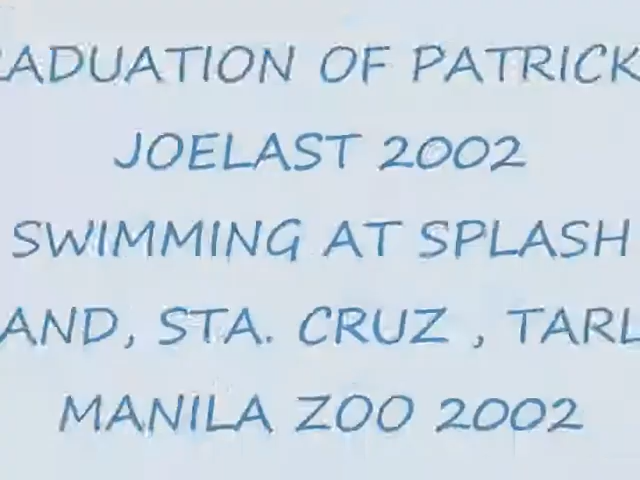 RADUATION OF PATRICK
JOELAST 2002
SWIMMING AT SPLASH
AND, STA. CRUZ , TARL
MANILA ZOO 2002